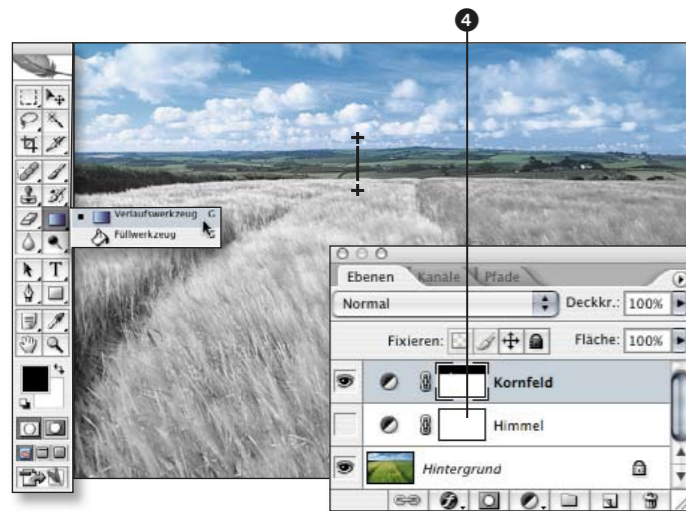 4
Verlaufswerkzeug G
Füllwerkzeug G
Ebenen Kanäle Pfade
Normal Deckkr.: 100%
Fixieren: Fläche: 100%
Kornfeld
Himmel
Hintergrund